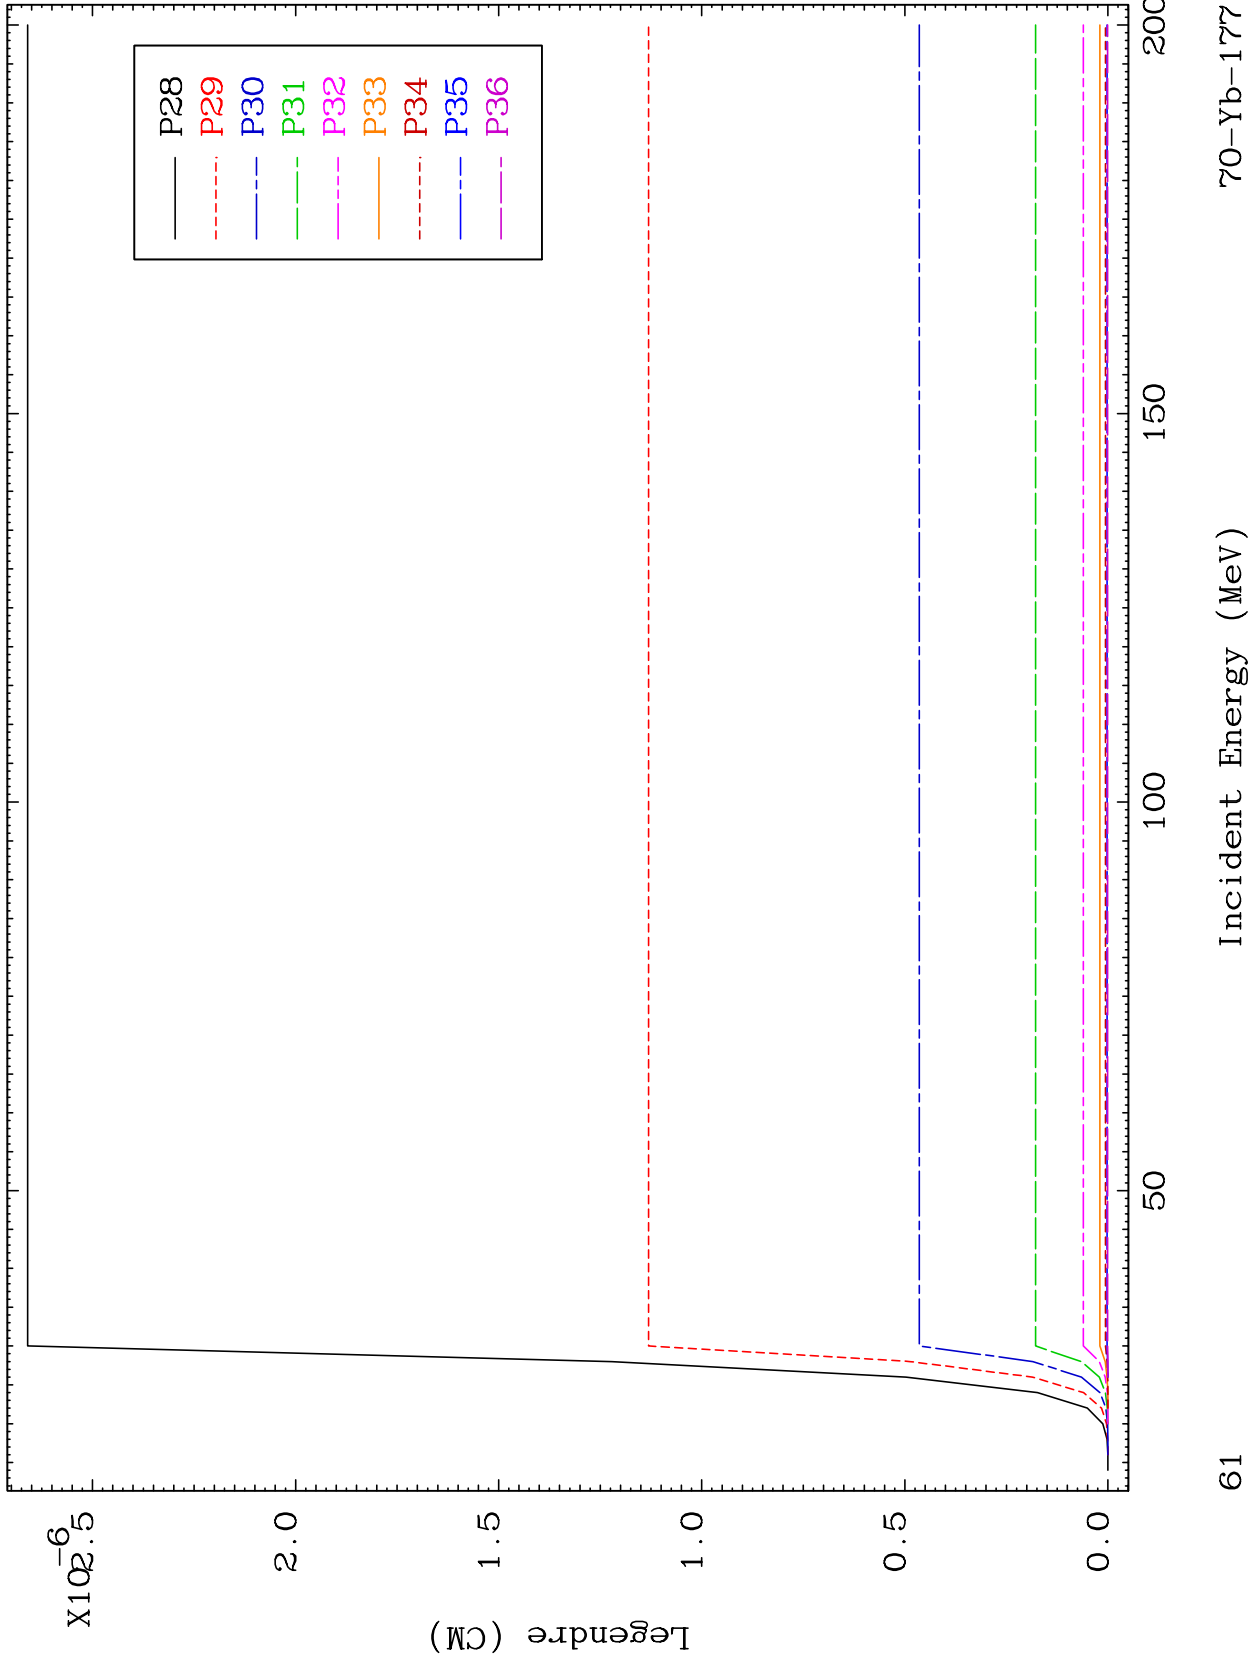 X10-6
2.5
2.0
1.5
1.0
0.5
0.0
Legendre (CM)
P28
P29
P30
P31
P32
P33
P34
P35
P36
50
100
150
200
61
Incident Energy (MeV)
70-Yb-177